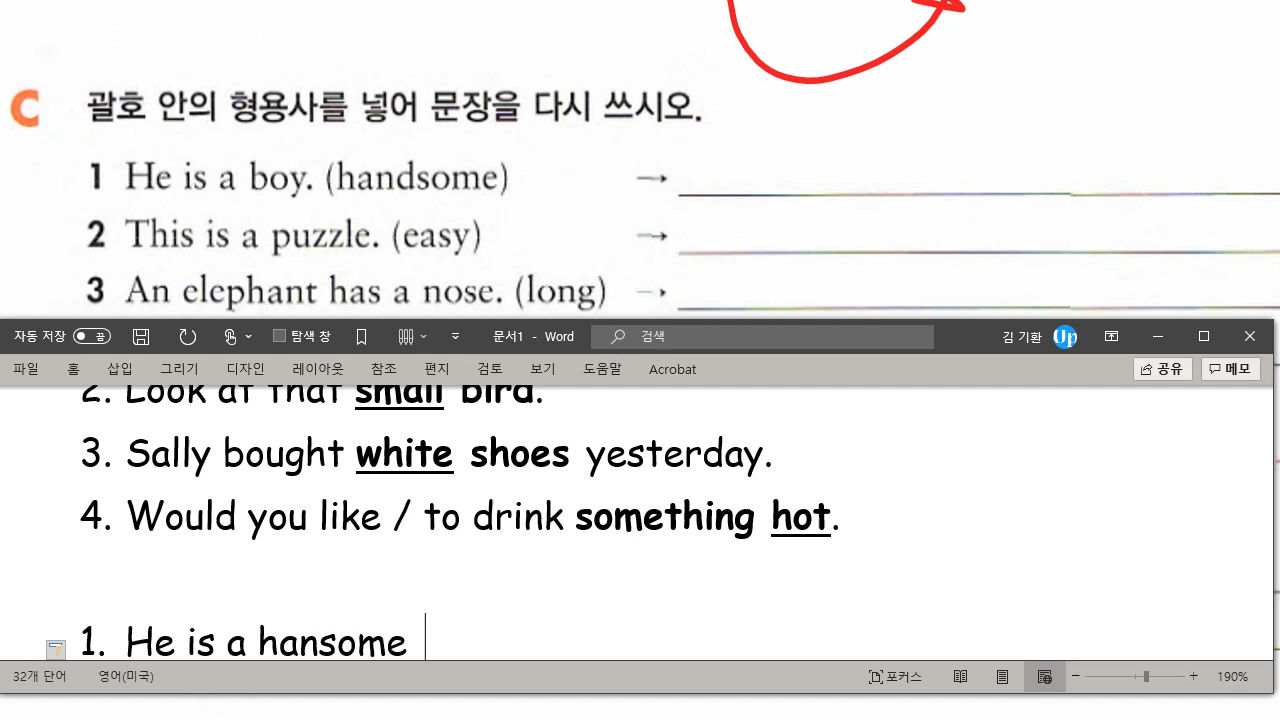 C 괄호 안의 형용사를 넣어 문장을 다시 쓰시오.
1 He is a boy. (handsome) →
2 This is a puzzle. (easy) →
3 An elephant has a nose. (long) →
자동 저장 끔 탐색 창 문서1 - Word 검색 김 기환 Up
파일 홈 삽입 그리기 디자인 레이아웃 참조 편지 검토 보기 도움말 Acrobat 공유 메모
2. Look at that small bird.
3. Sally bought white shoes yesterday.
4. Would you like / to drink something hot.
1. He is a hansome
32개 단어 영어(미국) 포커스 190%